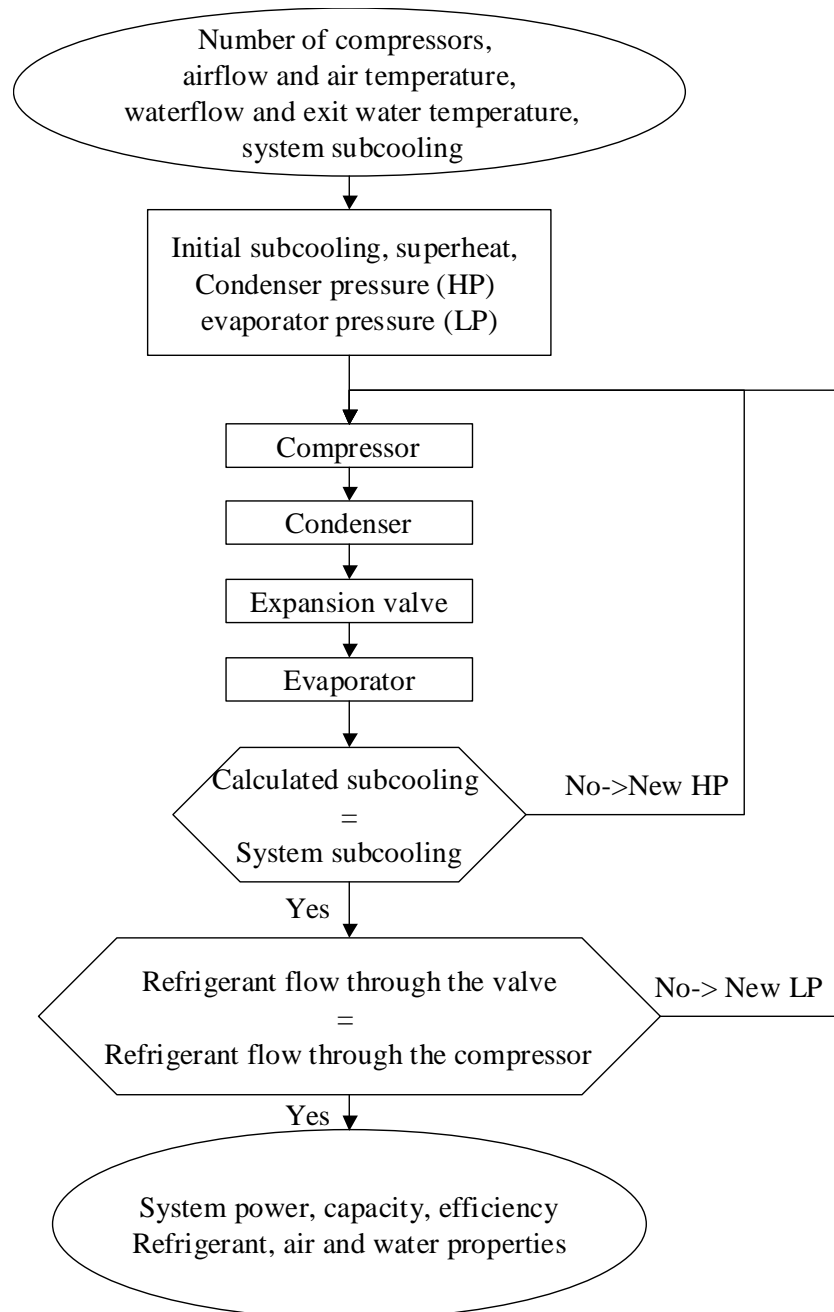 Number of compressors,
airflow and air temperature,
waterflow and exit water temperature,
system subcooling
Initial subcooling, superheat,
Condenser pressure (HP)
evaporator pressure (LP)
Compressor
Condenser
Expansion valve
Evaporator
Calculated subcooling
=
System subcooling
No->New HP
Yes
Refrigerant flow through the valve
=
Refrigerant flow through the compressor
No-> New LP
Yes
System power, capacity, efficiency
Refrigerant, air and water properties